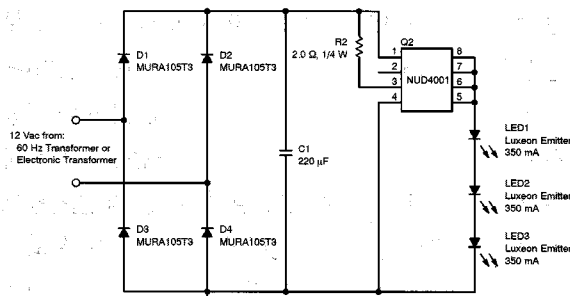 D1
MURA105T3
D2
MURA105T3
R2
2.0 Ω, 1/4 W
Q2
1
2
3
4
NUD4001
8
7
6
5
12 Vac from:
60 Hz Transformer or
Electronic Transformer
C1
220 µF
LED1
Luxeon Emitter
350 mA
LED2
Luxeon Emitter
350 mA
D3
MURA105T3
D4
MURA105T3
LED3
Luxeon Emitter
350 mA